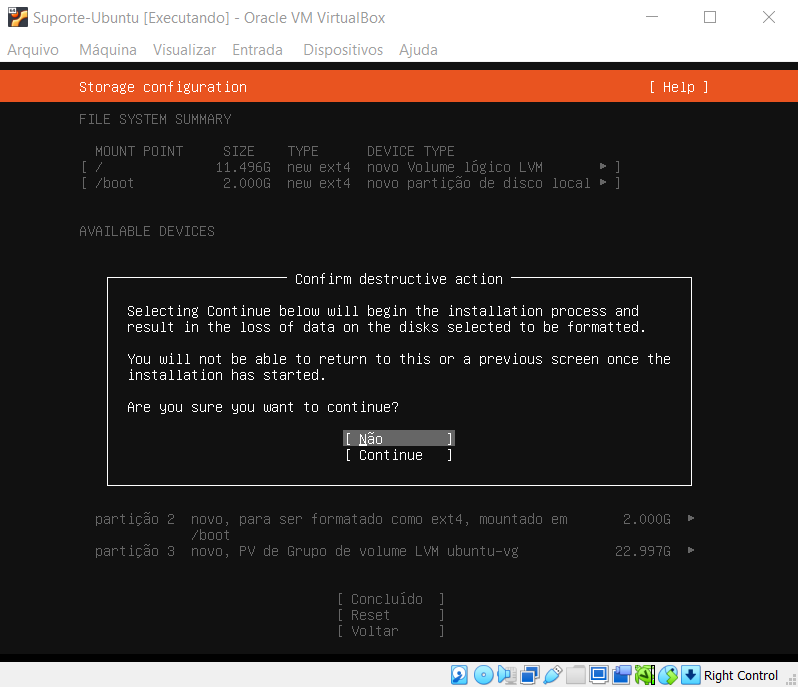 Suporte-Ubuntu [Executando] - Oracle VM VirtualBox
Arquivo Máquina Visualizar Entrada Dispositivos Ajuda
Storage configuration [ Help ]
FILE SYSTEM SUMMARY
MOUNT POINT SIZE TYPE DEVICE TYPE
[ / 11.496G new ext4 novo Volume lógico LVM ▸ ]
[ /boot 2.000G new ext4 novo partição de disco local ▸ ]
AVAILABLE DEVICES
Confirm destructive action
Selecting Continue below will begin the installation process and
result in the loss of data on the disks selected to be formatted.
You will not be able to return to this or a previous screen once the
installation has started.
Are you sure you want to continue?
[ Não ]
[ Continue ]
partição 2 novo, para ser formatado como ext4, mountado em 2.000G ▸
/boot
partição 3 novo, PV de Grupo de volume LVM ubuntu-vg 22.997G ▸
[ Concluído ]
[ Reset ]
[ Voltar ]
Right Control